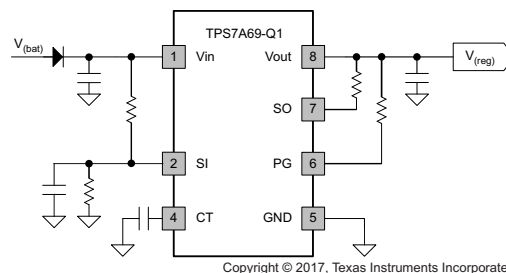 TPS7A69-Q1
V(bat)
1 Vin Vout 8
V(reg)
SO 7
2 SI PG 6
4 CT GND 5
Copyright © 2017, Texas Instruments Incorporate